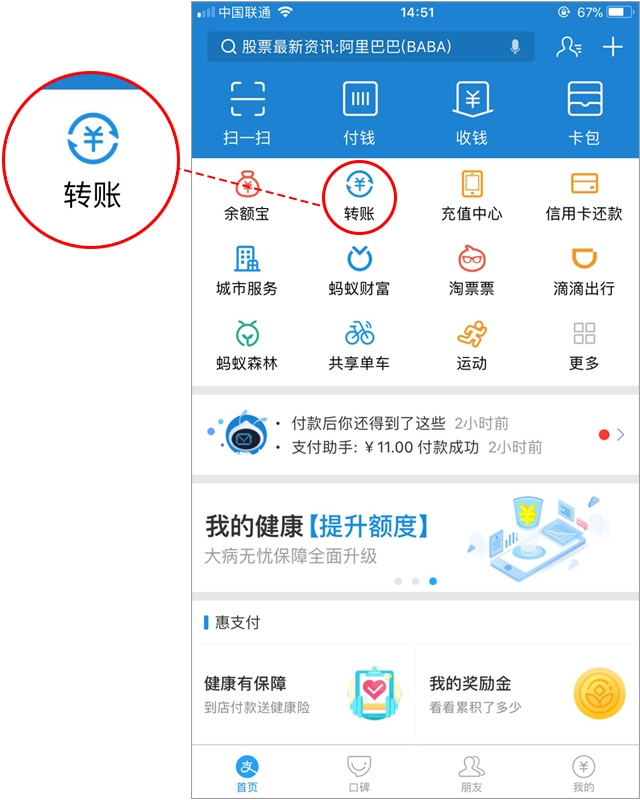 中国联通
14:51
67%
股票最新资讯:阿里巴巴(BABA)
扫一扫
付钱
收钱
卡包
转账
余额宝
转账
充值中心
信用卡还款
城市服务
蚂蚁财富
淘票票
滴滴出行
蚂蚁森林
共享单车
运动
更多
· 付款后你还得到了这些 2小时前
· 支付助手: ¥ 11.00 付款成功 2小时前
我的健康【提升额度】
大病无忧保障全面升级
惠支付
健康有保障
到店付款送健康险
我的奖励金
看看累积了多少
支
首页
口碑
朋友
我的